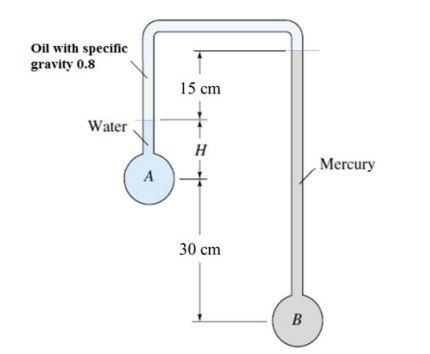 Oil with specific
gravity 0.8
15 cm
Water
H
Mercury
A
30 cm
B